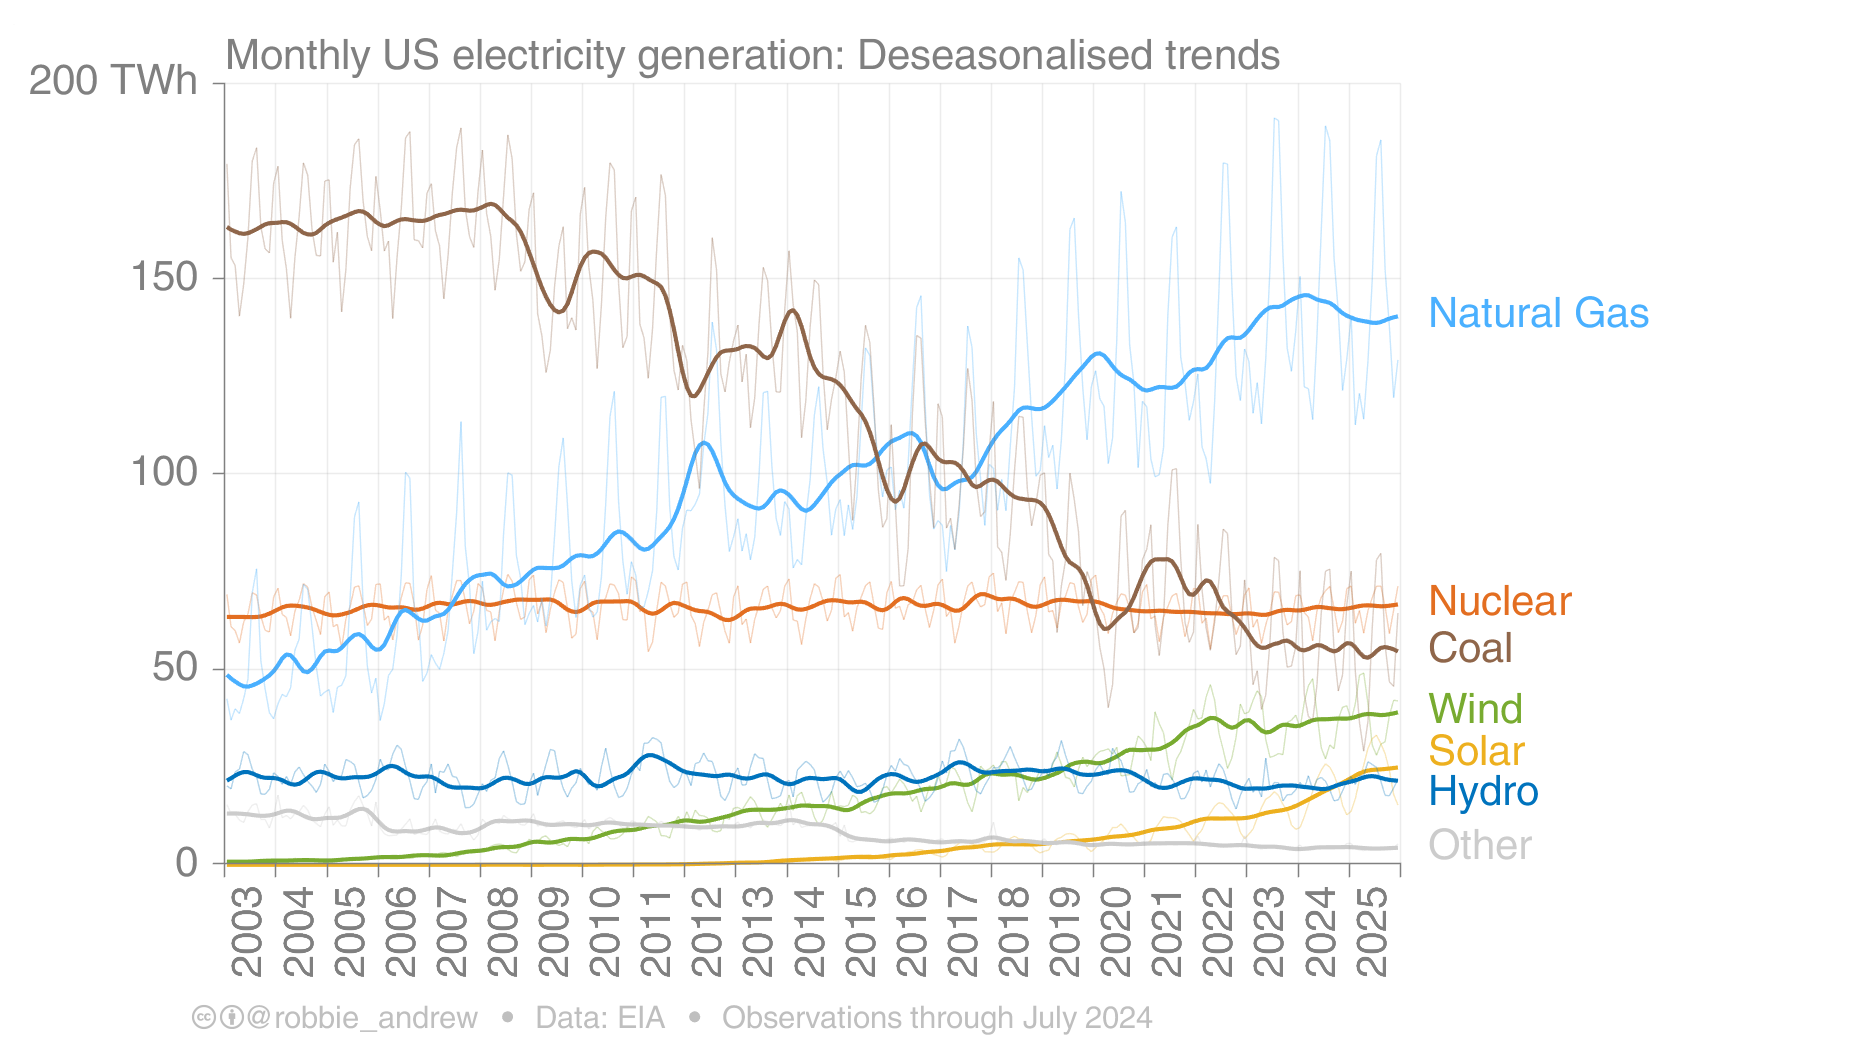 Monthly US electricity generation: Deseasonalised trends
200 TWh
150
100
50
0
Natural Gas
Nuclear
Coal
Wind
Solar
Hydro
Other
2003 2004 2005 2006 2007 2008 2009 2010 2011 2012 2013 2014 2015 2016 2017 2018 2019 2020 2021 2022 2023 2024 2025
cc @robbie_andrew • Data: EIA • Observations through July 2024